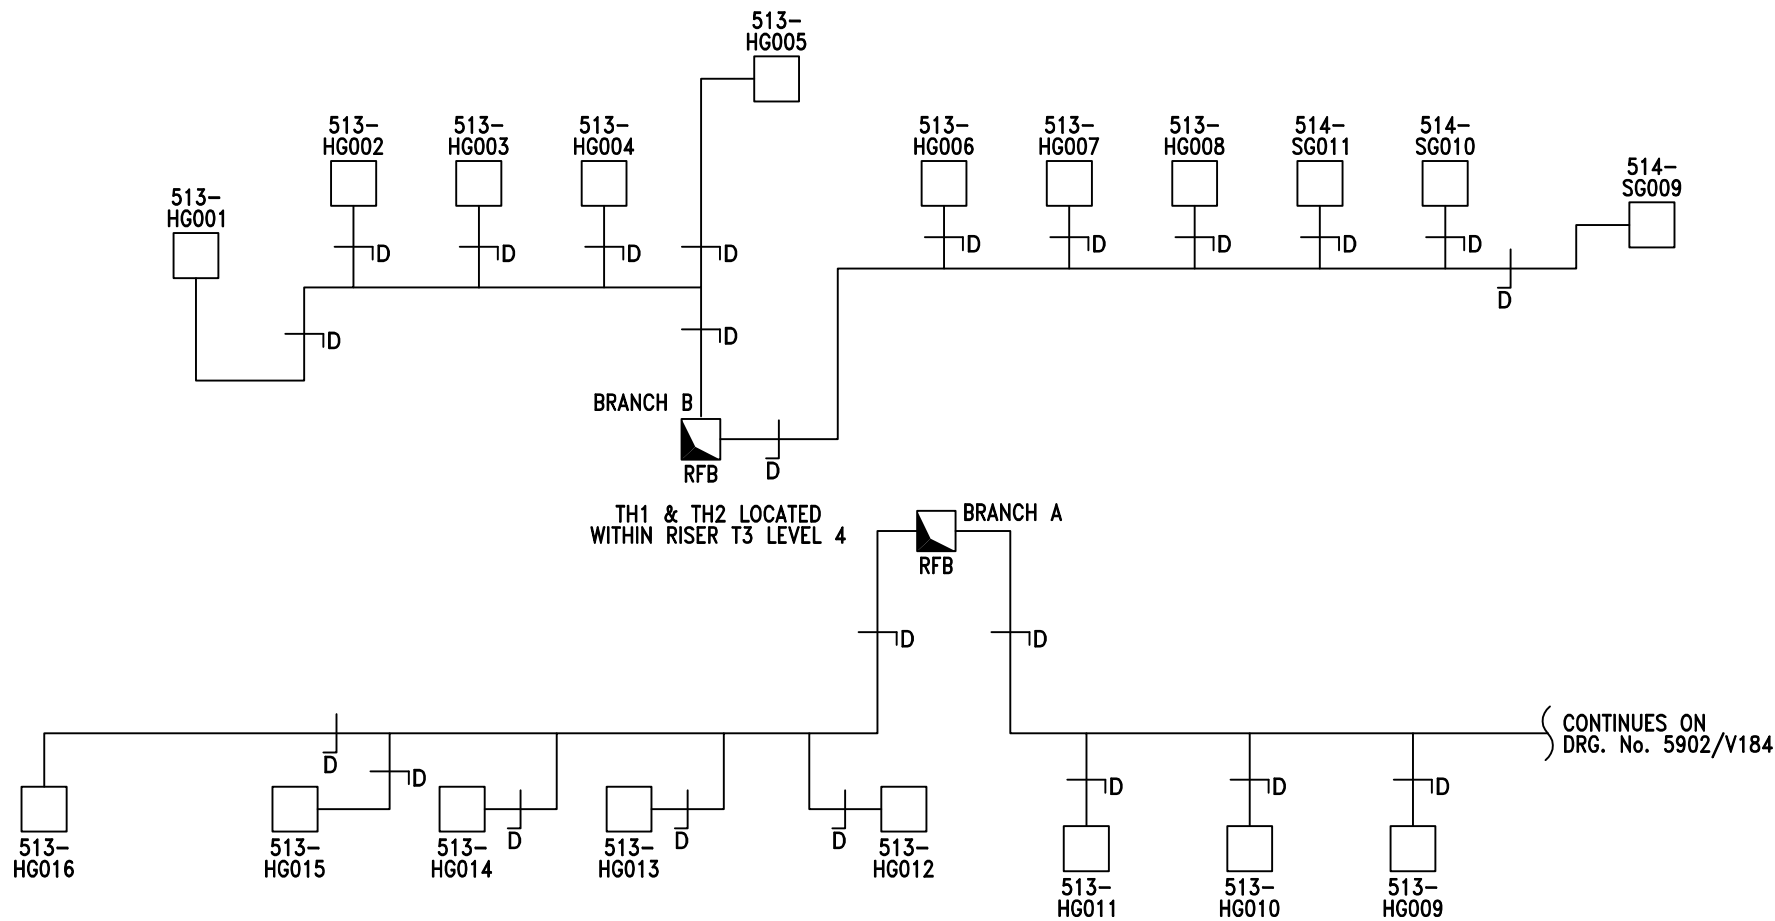 513-
HG005
513-
HG002
513-
HG003
513-
HG004
513-
HG006
513-
HG007
513-
HG008
514-
SG011
514-
SG010
514-
SG009
513-
HG001
D
D
D
D
D
D
D
D
D
D
D
D
BRANCH B
RFB
D
TH1 & TH2 LOCATED
WITHIN RISER T3 LEVEL 4
BRANCH A
RFB
D
D
CONTINUES ON
DRG. No. 5902/V184
D
D
D
D
D
D
D
D
513-
HG016
513-
HG015
513-
HG014
513-
HG013
513-
HG012
513-
HG011
513-
HG010
513-
HG009